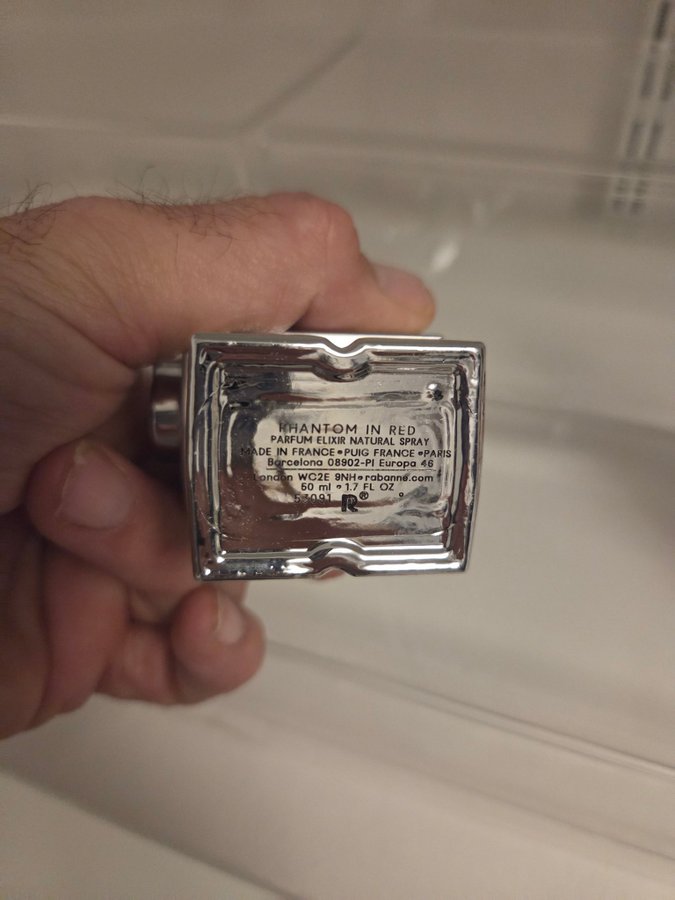 PHANTOM IN RED
PARFUM ELIXIR NATURAL SPRAY
MADE IN FRANCE•PUIG FRANCE•PARIS
Barcelona 08902-Pl Europa 46
London WC2E 9NH•rabanne.com
50 ml • 1.7 FL OZ
53091 R®